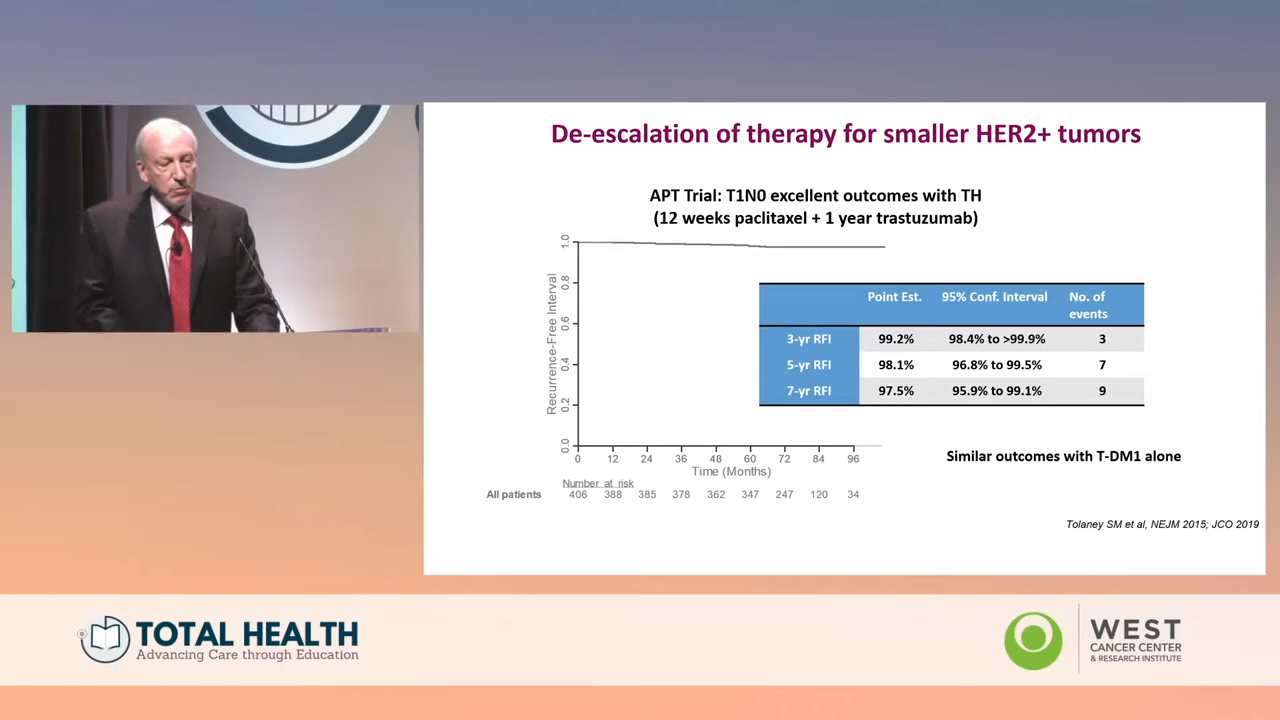 De-escalation of therapy for smaller HER2+ tumors
APT Trial: T1N0 excellent outcomes with TH
(12 weeks paclitaxel + 1 year trastuzumab)
Recurrence-Free Interval
1.0
0.8
0.6
0.4
0.2
0.0
0 12 24 36 48 60 72 84 96
Time (Months)
Number at risk
All patients 406 388 385 378 362 347 247 120 34
Point Est. 95% Conf. Interval No. of events
3-yr RFI 99.2% 98.4% to >99.9% 3
5-yr RFI 98.1% 96.8% to 99.5% 7
7-yr RFI 97.5% 95.9% to 99.1% 9
Similar outcomes with T-DM1 alone
Tolaney SM et al, NEJM 2015; JCO 2019
TOTAL HEALTH
Advancing Care through Education
WEST
CANCER CENTER
& RESEARCH INSTITUTE